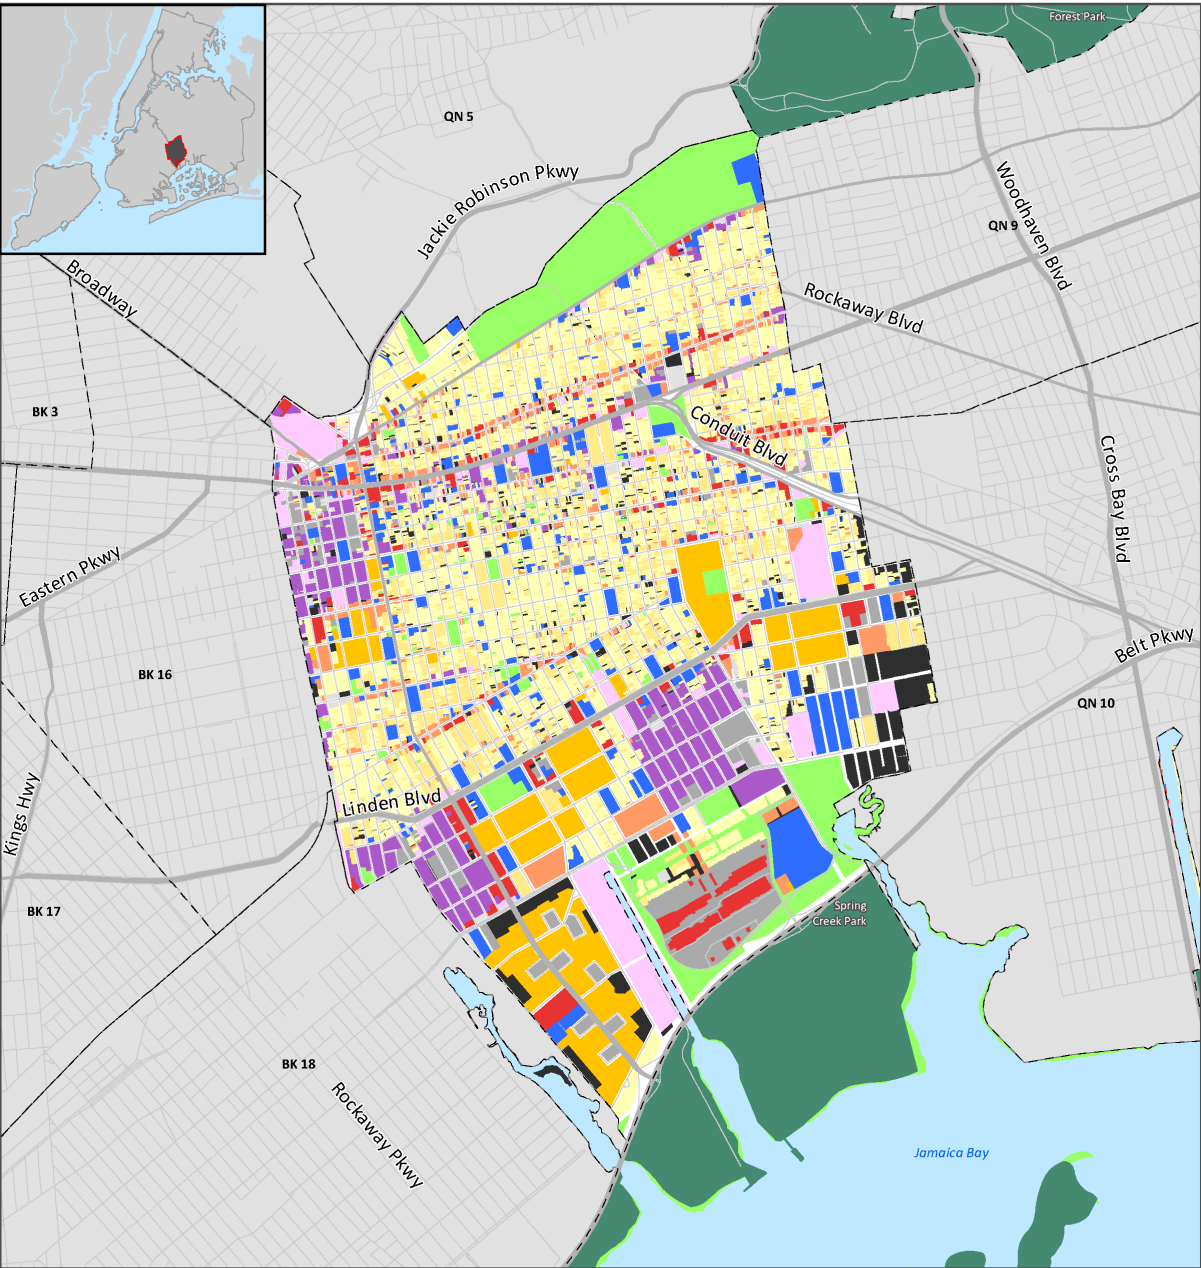 Forest Park
QN 5
Jackie Robinson Pkwy
Woodhaven Blvd
QN 9
Broadway
Rockaway Blvd
BK 3
Conduit Blvd
Cross Bay Blvd
Eastern Pkwy
Belt Pkwy
BK 16
QN 10
Kings Hwy
Linden Blvd
BK 17
Spring
Creek Park
BK 18
Rockaway Pkwy
Jamaica Bay